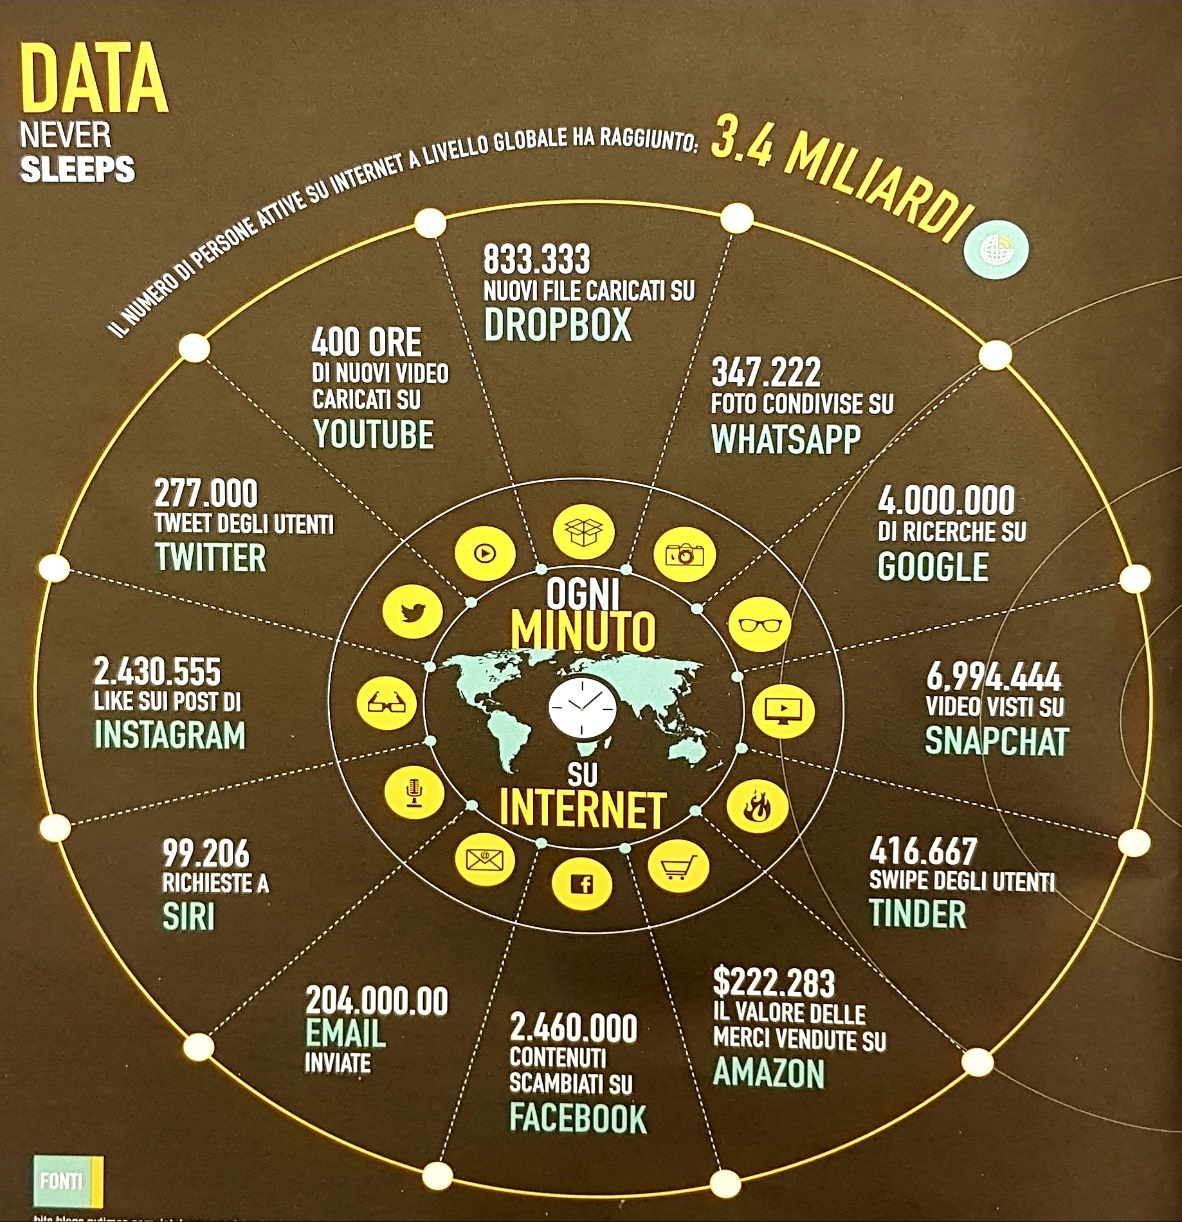 DATA
NEVER
SLEEPS
IL NUMERO DI PERSONE ATTIVE SU INTERNET A LIVELLO GLOBALE HA RAGGIUNTO: 3.4 MILIARDI
833.333
NUOVI FILE CARICATI SU
DROPBOX
347.222
FOTO CONDIVISE SU
WHATSAPP
4.000.000
DI RICERCHE SU
GOOGLE
6,994.444
VIDEO VISTI SU
SNAPCHAT
416.667
SWIPE DEGLI UTENTI
TINDER
$222.283
IL VALORE DELLE
MERCI VENDUTE SU
AMAZON
2.460.000
CONTENUTI
SCAMBIATI SU
FACEBOOK
204.000.00
EMAIL
INVIATE
99.206
RICHIESTE A
SIRI
2.430.555
LIKE SUI POST DI
INSTAGRAM
277.000
TWEET DEGLI UTENTI
TWITTER
400 ORE
DI NUOVI VIDEO
CARICATI SU
YOUTUBE
OGNI
MINUTO
SU
INTERNET
FONTI